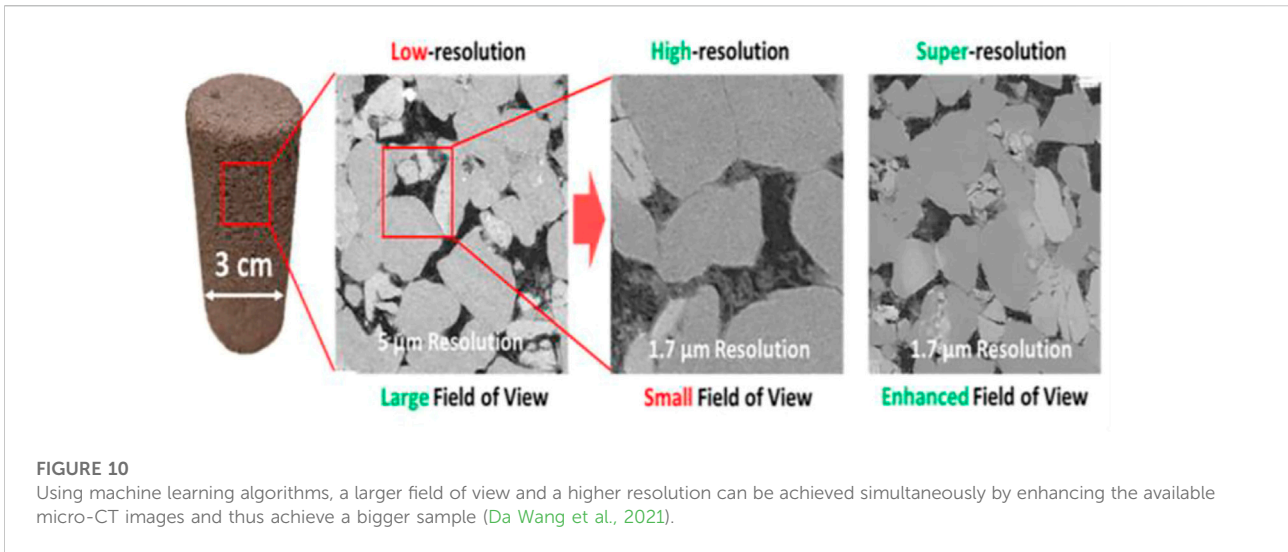 Low-resolution
High-resolution
Super-resolution
3 cm
5 µm Resolution
1.7 µm Resolution
1.7 µm Resolution
Large Field of View
Small Field of View
Enhanced Field of View
FIGURE 10
Using machine learning algorithms, a larger field of view and a higher resolution can be achieved simultaneously by enhancing the available
micro-CT images and thus achieve a bigger sample (Da Wang et al., 2021).